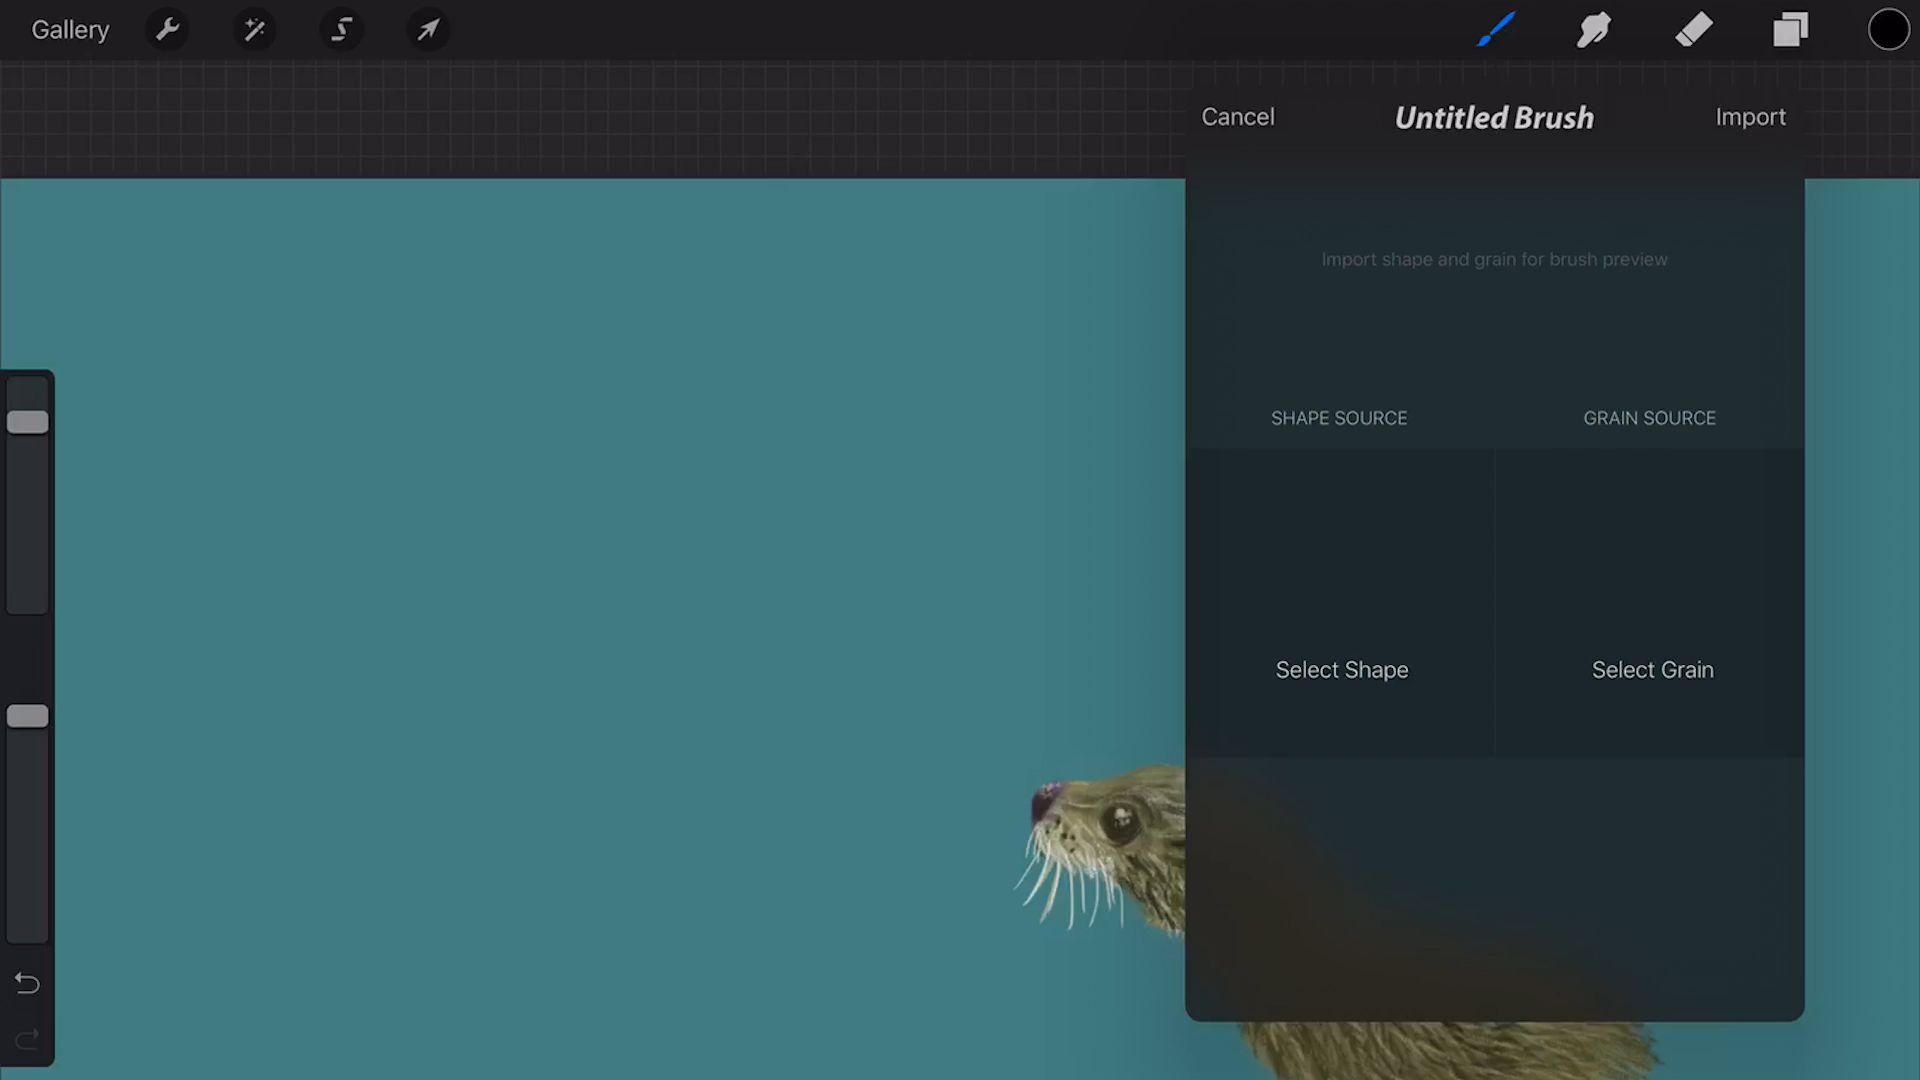 Gallery
Cancel
Untitled Brush
Import
Import shape and grain for brush preview
SHAPE SOURCE
GRAIN SOURCE
Select Shape
Select Grain